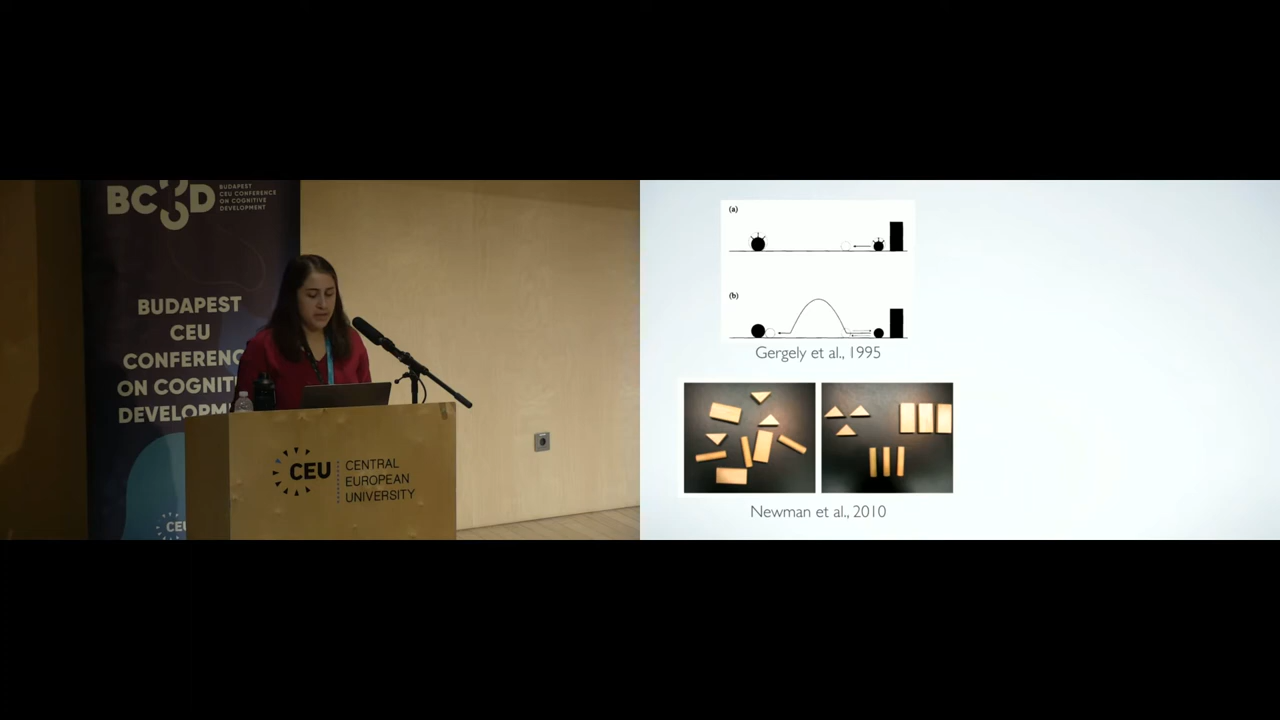 BC D
BUDAPEST
CEU CONFERENCE
ON COGNITIVE
DEVELOPMENT
BUDAPEST
CEU
CONFERENC
ON COGNITI
DEVELOPM
CEU
CEU
CENTRAL
EUROPEAN
UNIVERSITY
(a)
(b)
Gergely et al., 1995
Newman et al., 2010